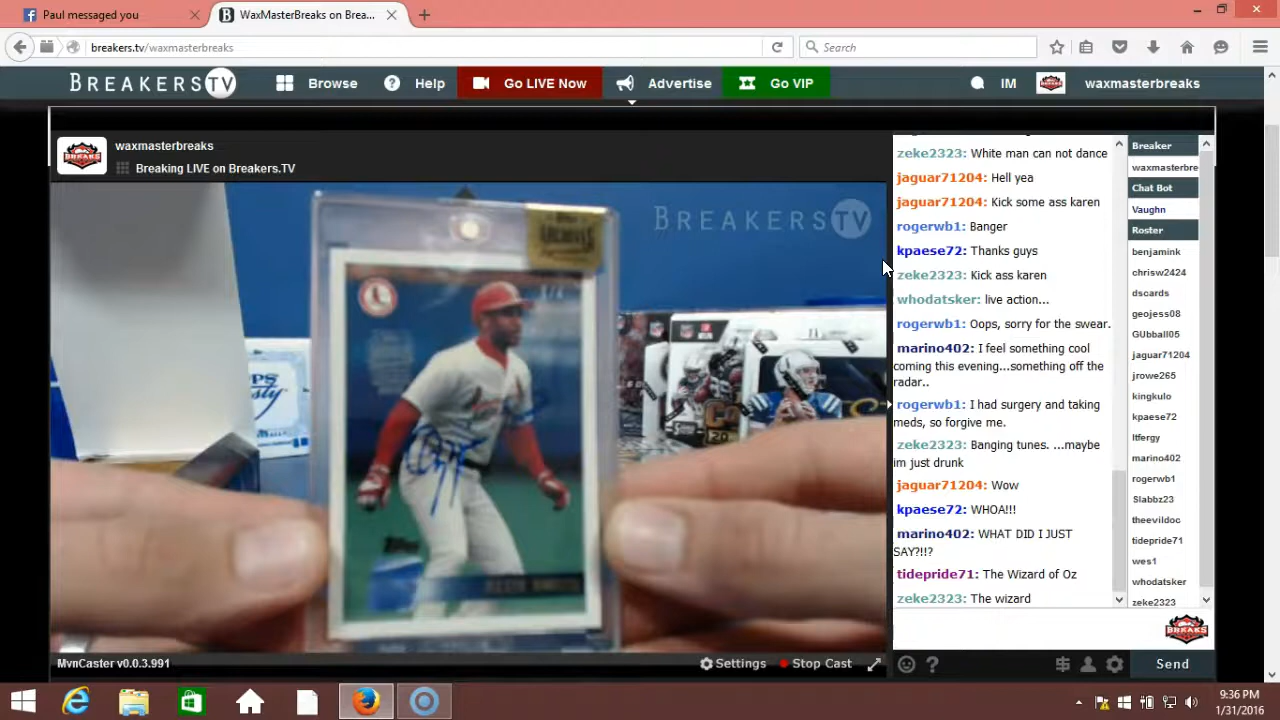 Paul messaged you
WaxMasterBreaks on Brea...
breakers.tv/waxmasterbreaks
Search
BREAKERS TV
Browse
Help
Go LIVE Now
Advertise
Go VIP
IM
waxmasterbreaks
waxmasterbreaks
Breaking LIVE on Breakers.TV
BREAKERS TV
zeke2323: White man can not dance
jaguar71204: Hell yea
jaguar71204: Kick some ass karen
rogerwb1: Banger
kpaese72: Thanks guys
zeke2323: Kick ass karen
whodatsker: live action...
rogerwb1: Oops, sorry for the swear.
marino402: I feel something cool
coming this evening...something off the
radar..
rogerwb1: I had surgery and taking
meds, so forgive me.
zeke2323: Banging tunes. ...maybe
im just drunk
jaguar71204: Wow
kpaese72: WHOA!!!
marino402: WHAT DID I JUST
SAY?!!?
tidepride71: The Wizard of Oz
zeke2323: The wizard
Breaker
waxmasterbre
Chat Bot
Vaughn
Roster
benjamink
chrisw2424
dscards
geojess08
GUbball05
jaguar71204
jrowe265
kingkulo
kpaese72
ltfergy
marino402
rogerwb1
Slabbz23
theevildoc
tidepride71
wes1
whodatsker
zeke2323
BREAKS
MvnCaster v0.0.3.991
Settings
Stop Cast
Send
9:36 PM
1/31/2016